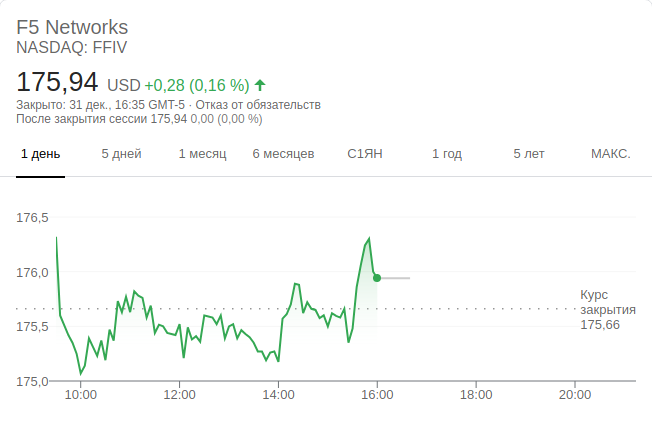 F5 Networks
NASDAQ: FFIV
175,94 USD +0,28 (0,16 %)
Закрыто: 31 дек., 16:35 GMT-5 · Отказ от обязательств
После закрытия сессии 175,94 0,00 (0,00 %)
1 день 5 дней 1 месяц 6 месяцев С1ЯН 1 год 5 лет МАКС.
176,5
176,0
Курс
закрытия
175,66
175,5
175,0
10:00 12:00 14:00 16:00 18:00 20:00